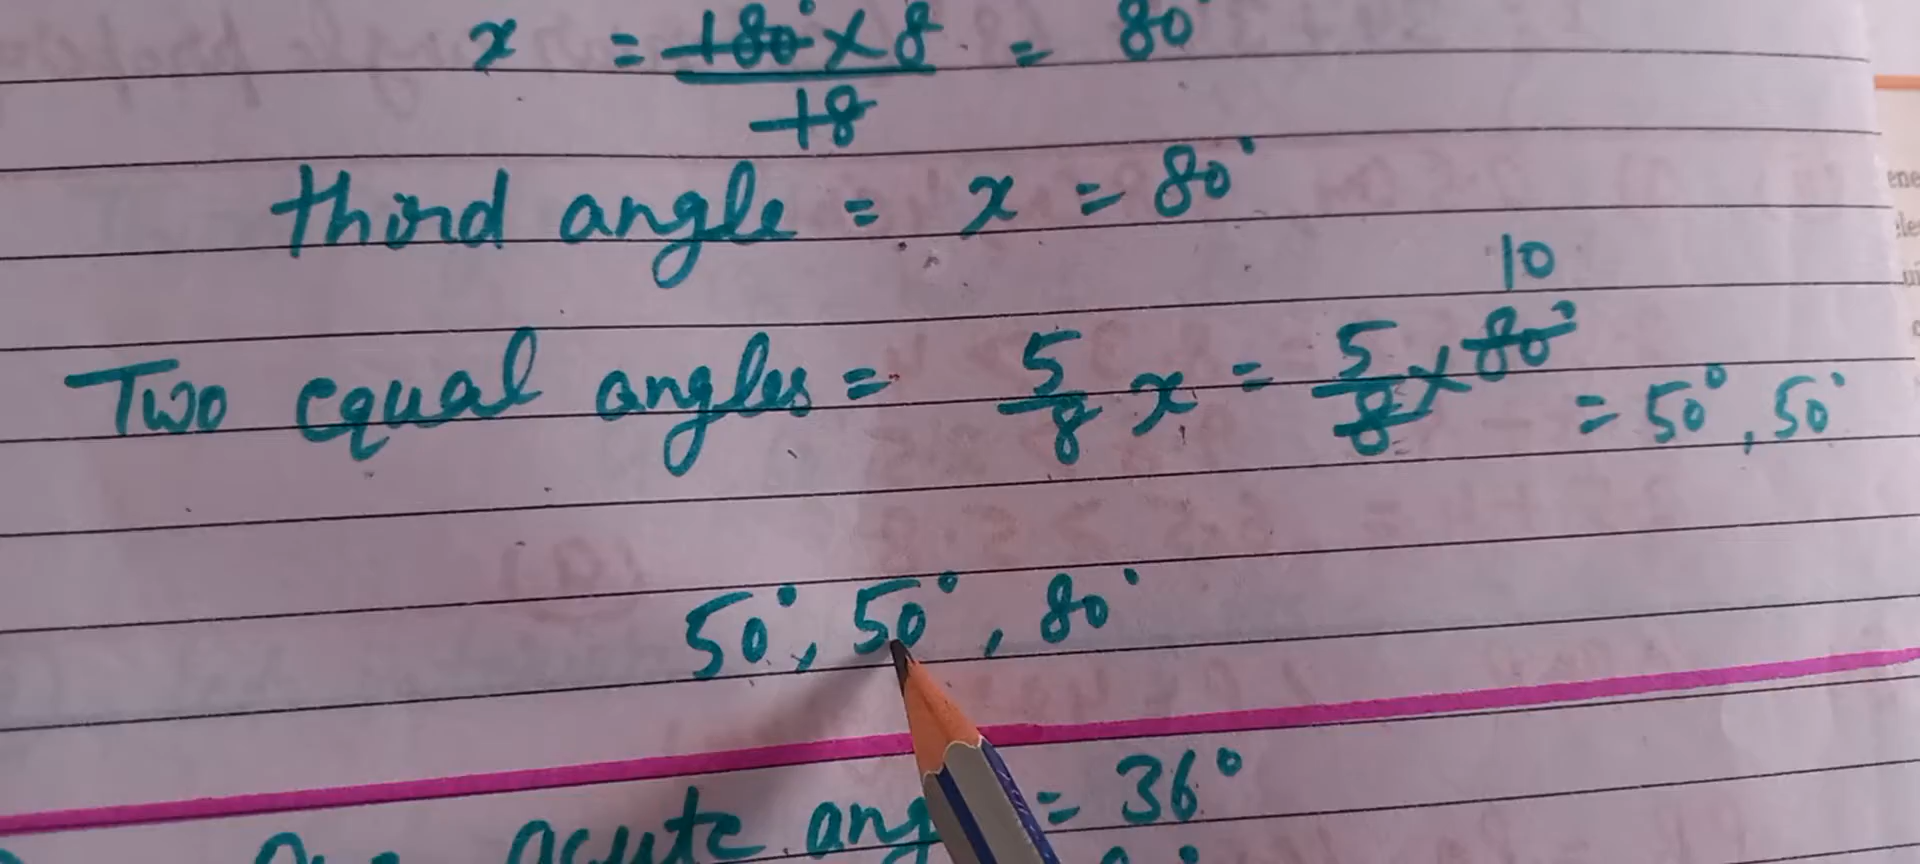 x = 180° × 8 / 18 = 80°
third angle = x = 80°
10
Two equal angles = 5/8 x = 5/8 × 80° = 50°, 50°
50°, 50°, 80°
acute = 36°